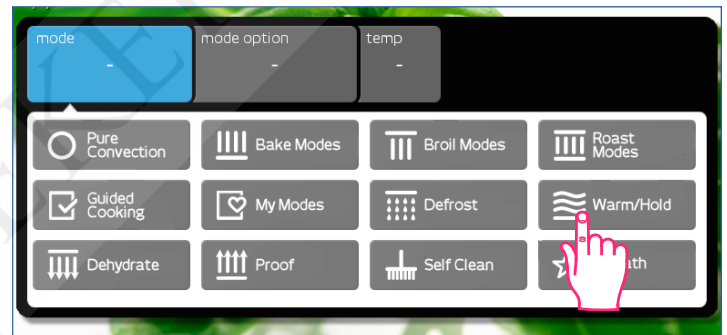 mode
mode option
temp
-
-
-
Pure
Convection
Bake Modes
Broil Modes
Roast
Modes
Guided
Cooking
My Modes
Defrost
Warm/Hold
Dehydrate
Proof
Self Clean